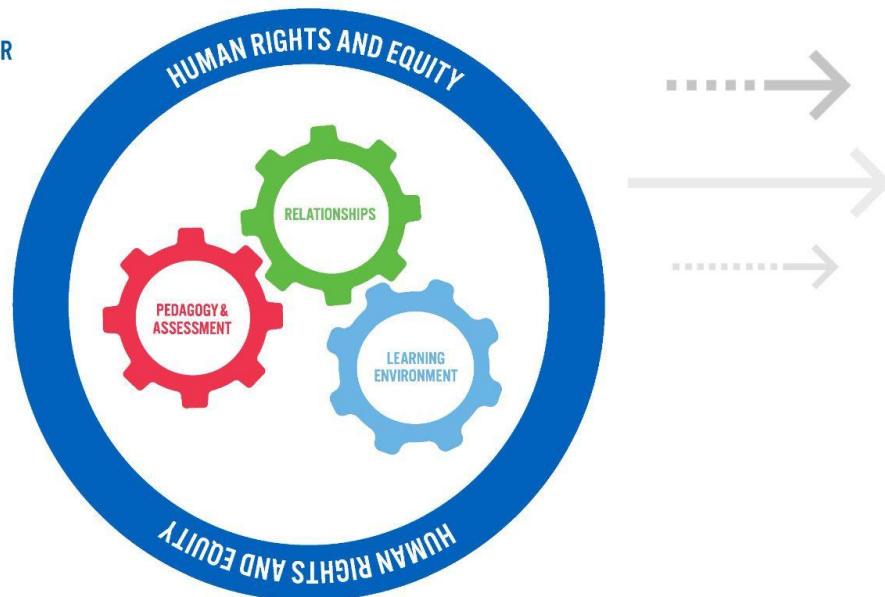 R
HUMAN RIGHTS AND EQUITY
RELATIONSHIPS
PEDAGOGY &
ASSESSMENT
LEARNING
ENVIRONMENT
HUMAN RIGHTS AND EQUITY